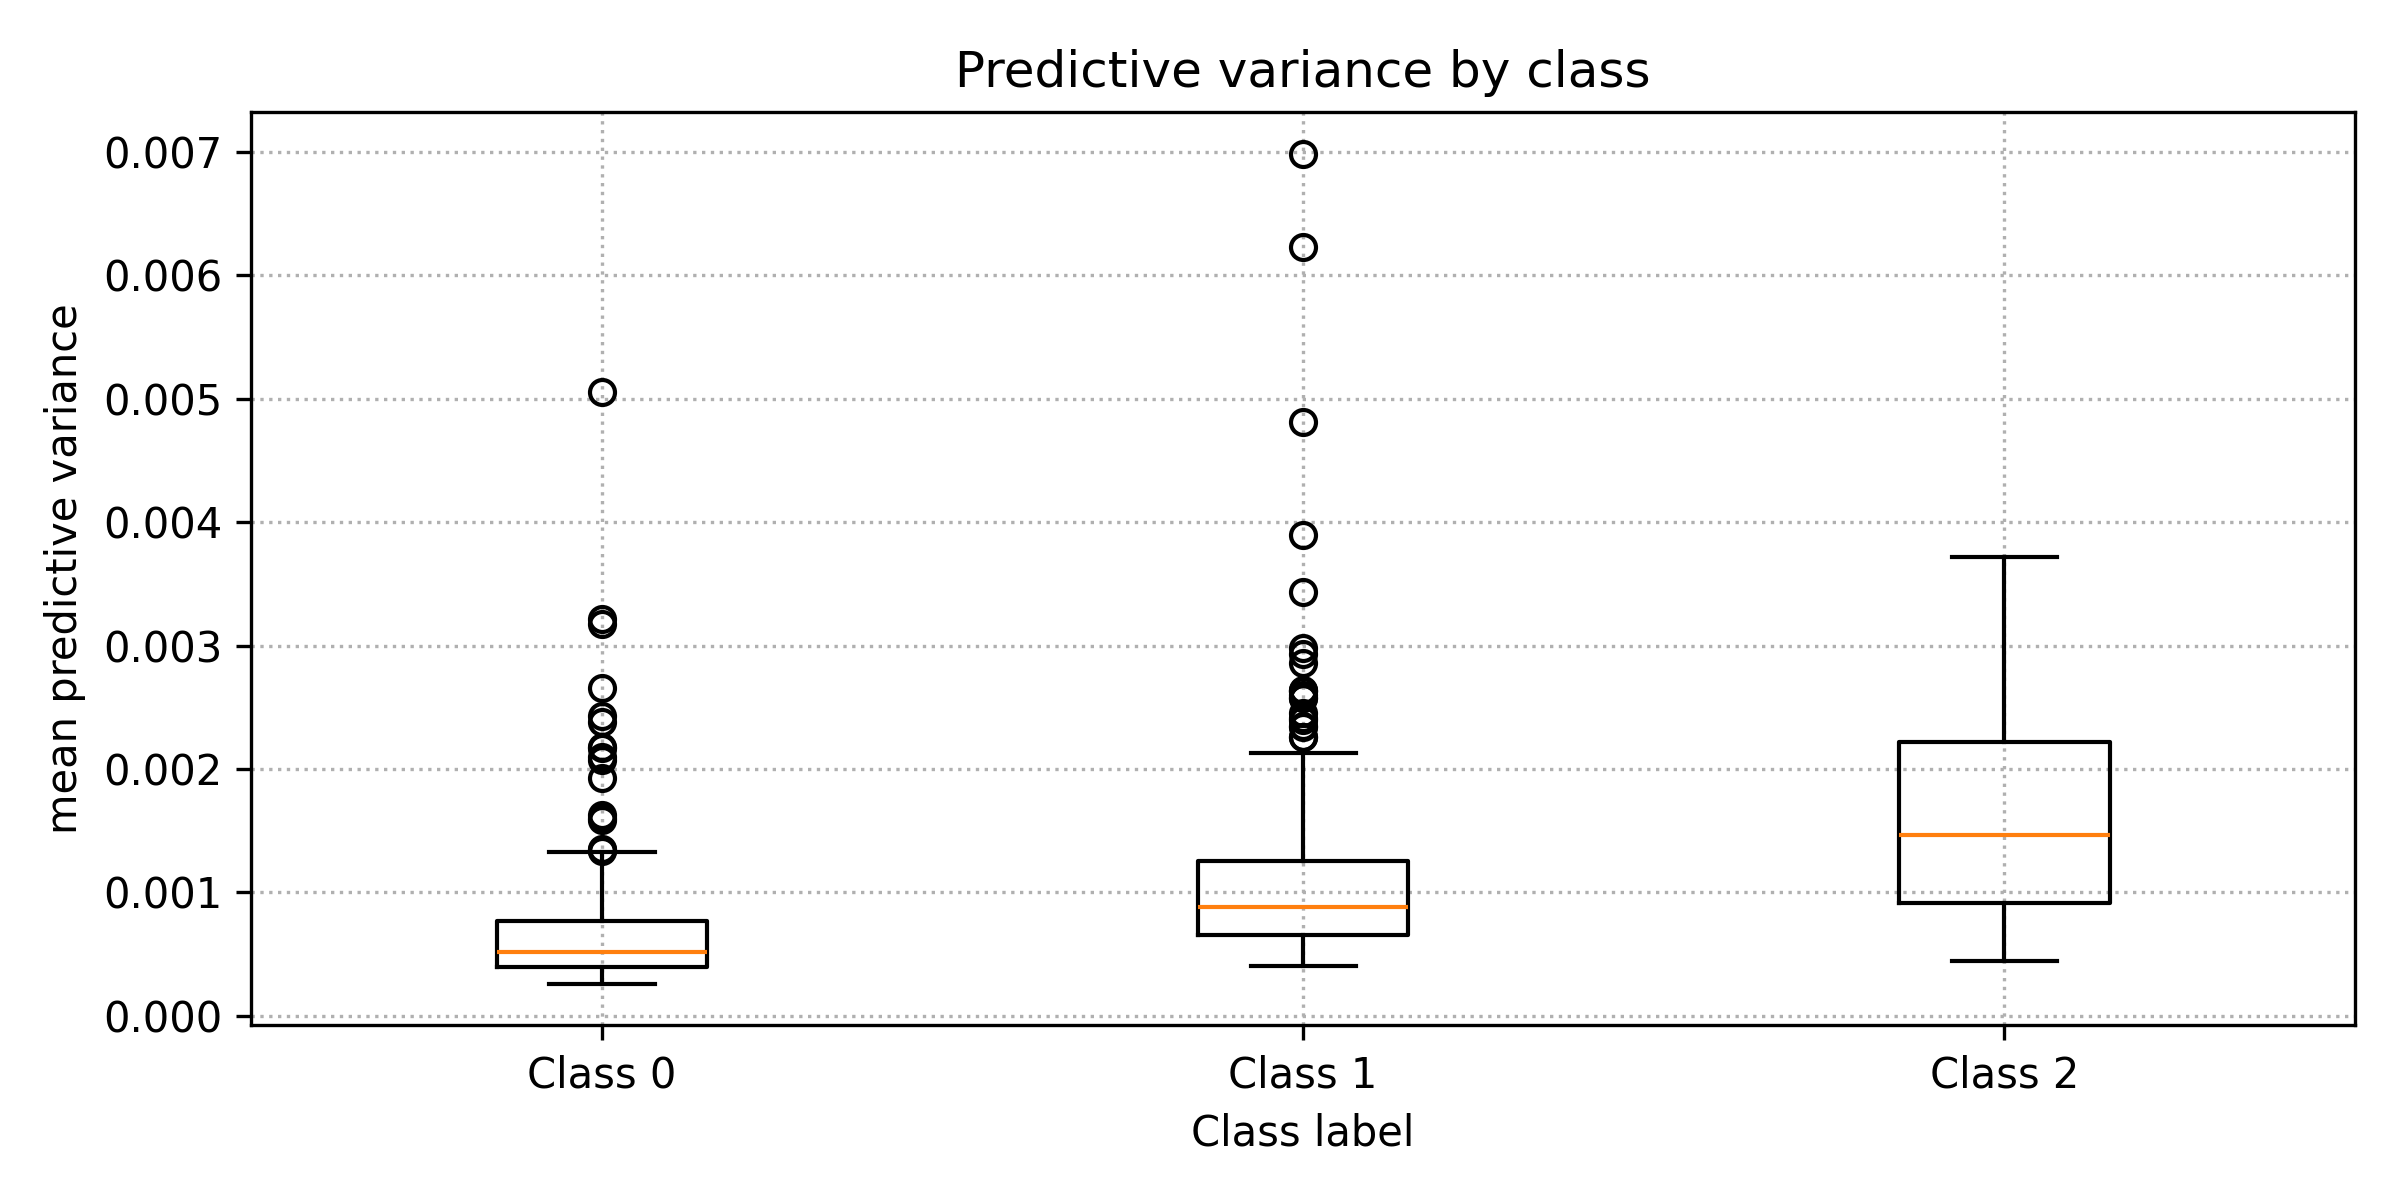 Predictive variance by class
mean predictive variance
0.007
0.006
0.005
0.004
0.003
0.002
0.001
0.000
Class 0
Class 1
Class 2
Class label